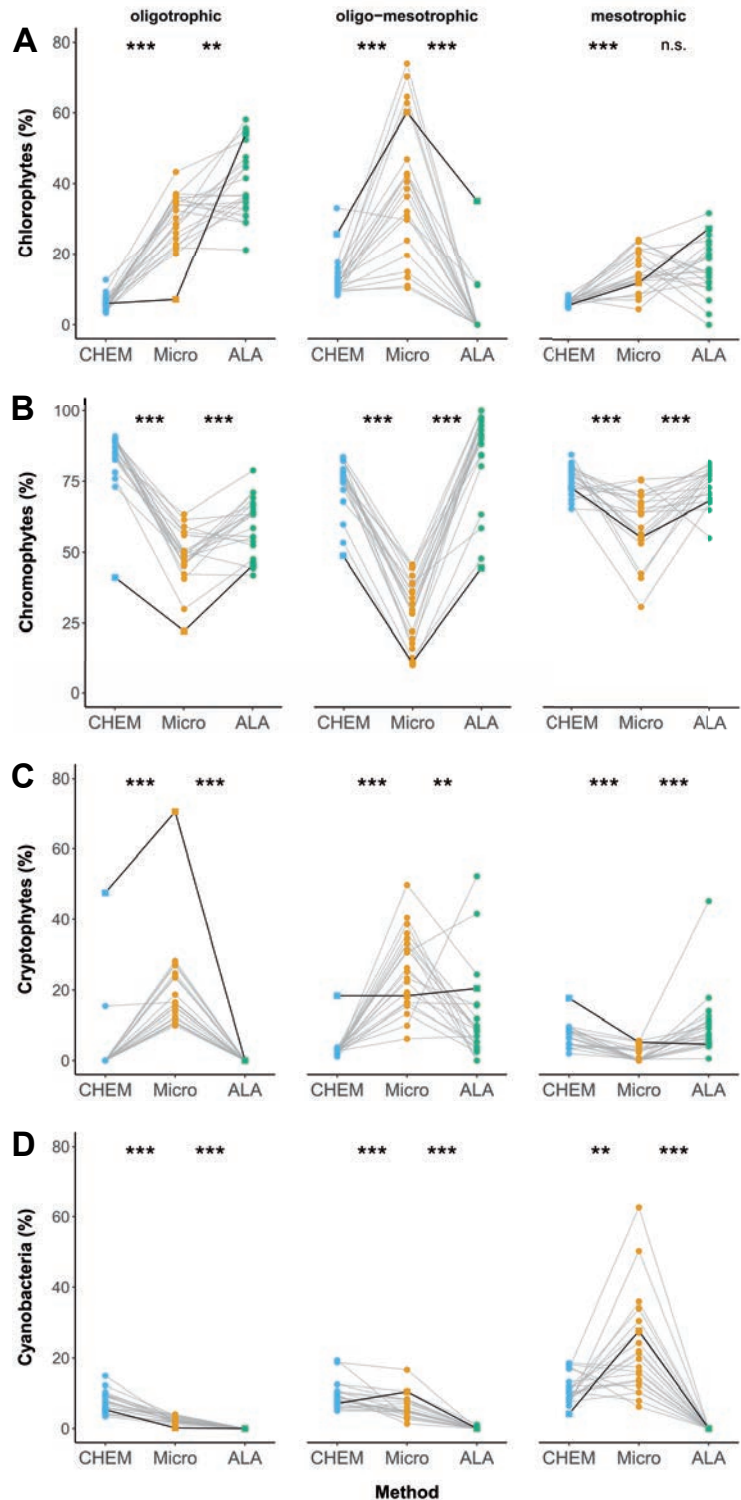 oligotrophic oligo−mesotrophic mesotrophic
A
*** ** *** *** *** n.s.
Chlorophytes (%)
80
60
40
20
0
CHEM Micro ALA CHEM Micro ALA C Micro ALA
B
*** *** *** *** *** ***
Chromophytes (%)
100
75
50
25
0
CHEM Micro ALA CHEM Micro ALA CHEM Micro ALA
C
*** *** *** ** *** ***
Cryptophytes (%)
80
60
40
20
0
CHEM Micro ALA CHEM Micro ALA CHEM Micro ALA
D
*** *** *** *** ** ***
Cyanobacteria (%)
80
60
40
20
0
CHEM Micro ALA CHEM Micro ALA CHEM Micro ALA
Method